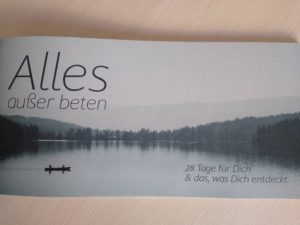 Alles
außer beten
28 Tage für Dich
& das, was Dich entdeckt.